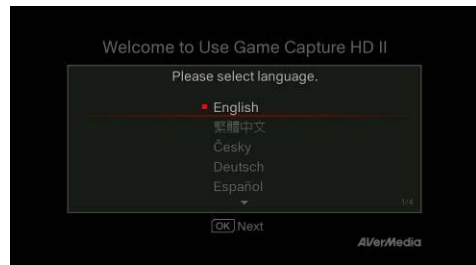 Welcome to Use Game Capture HD II
Please select language.
English
繁體中文
Česky
Deutsch
Español
1/4
OK Next
AVerMedia